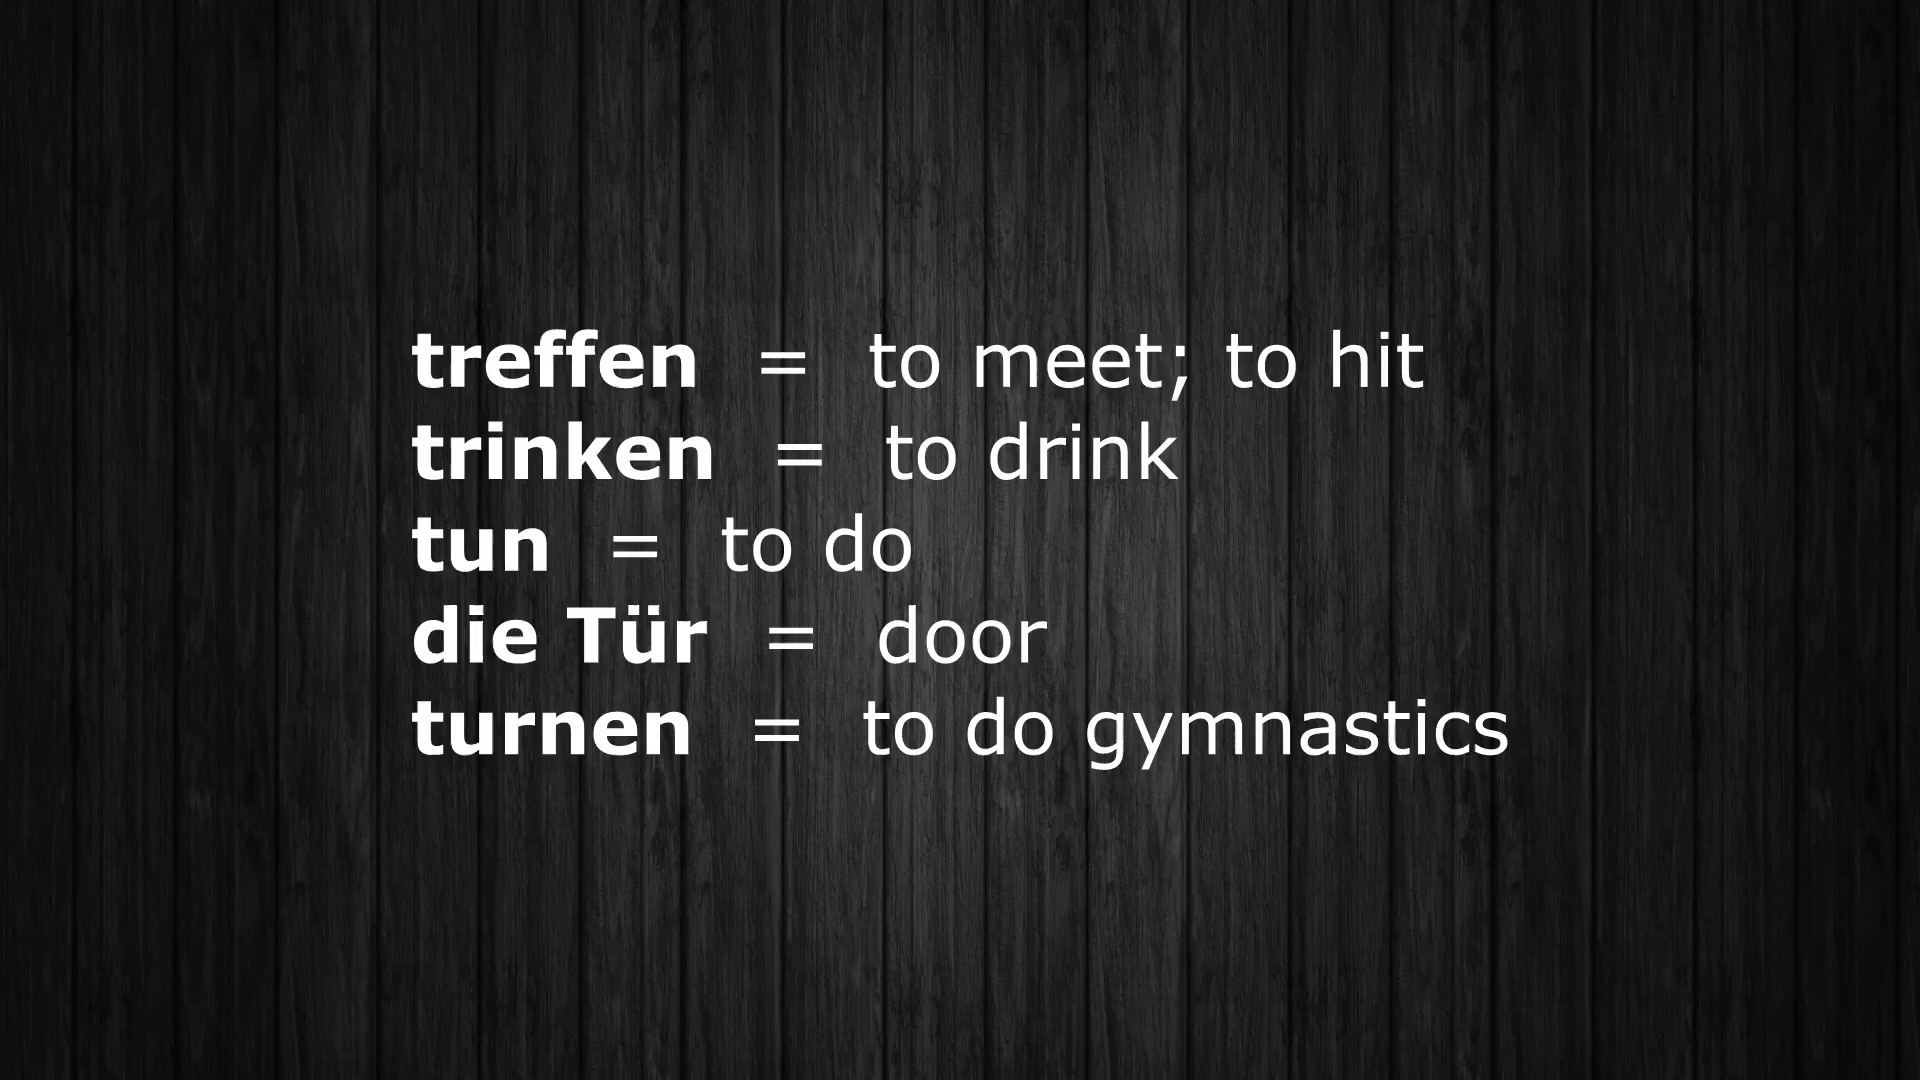 treffen = to meet; to hit
trinken = to drink
tun = to do
die Tür = door
turnen = to do gymnastics